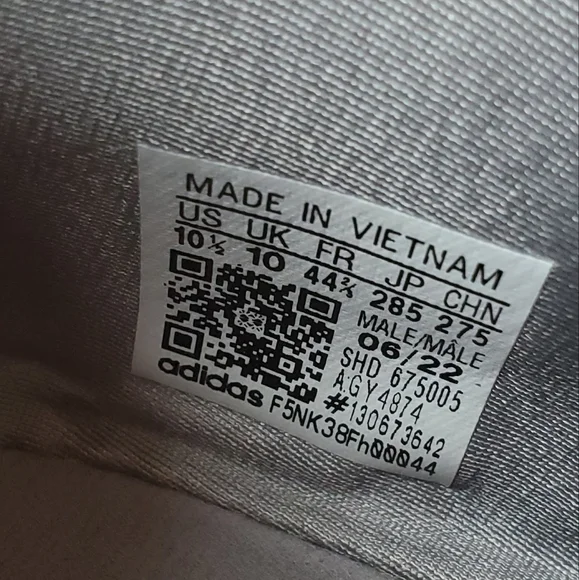 MADE IN VIETNAM
US UK FR JP CHN
10½ 10 44⅔ 285 275
MALE/MÂLE
06/22
SHD 675005
A:GY4874
#130673642
adidas F5NK38Fh00044